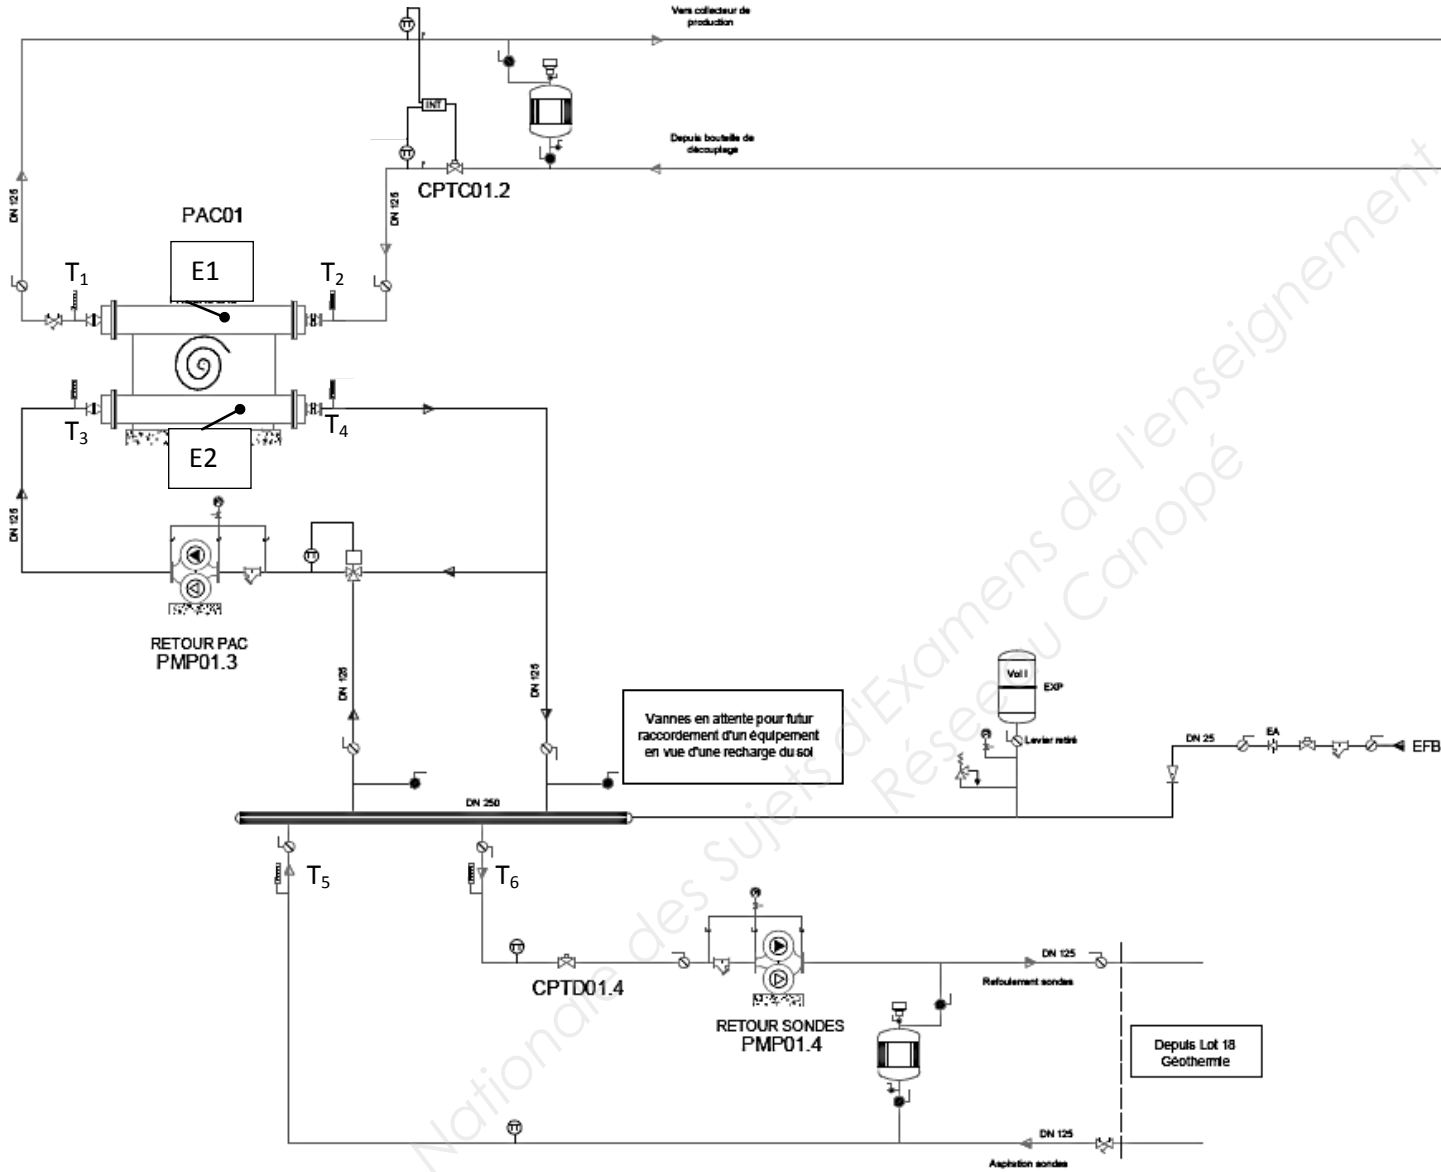 Vers collecteur de
production
TT
INT
Depuis bouteille de
découplage
TT
CPTC01.2
DN 125
DN 125
PAC01
E1
T1
T2
T3
T4
E2
DN 125
TT
RETOUR PAC
PMP01.3
DN 125
DN 125
Vannes en attente pour futur
raccordement d'un équipement
en vue d'une recharge du sol
Vol I
EXP
Levier retiré
DN 25
EA
EFB
DN 250
T5
T6
TT
CPTD01.4
RETOUR SONDES
PMP01.4
DN 125
Refoulement sondes
Depuis Lot 18
Géothermie
TT
DN 125
Aspiration sondes
Nationale des Sujets d'Examens de l'enseignement
Réseau Canopé